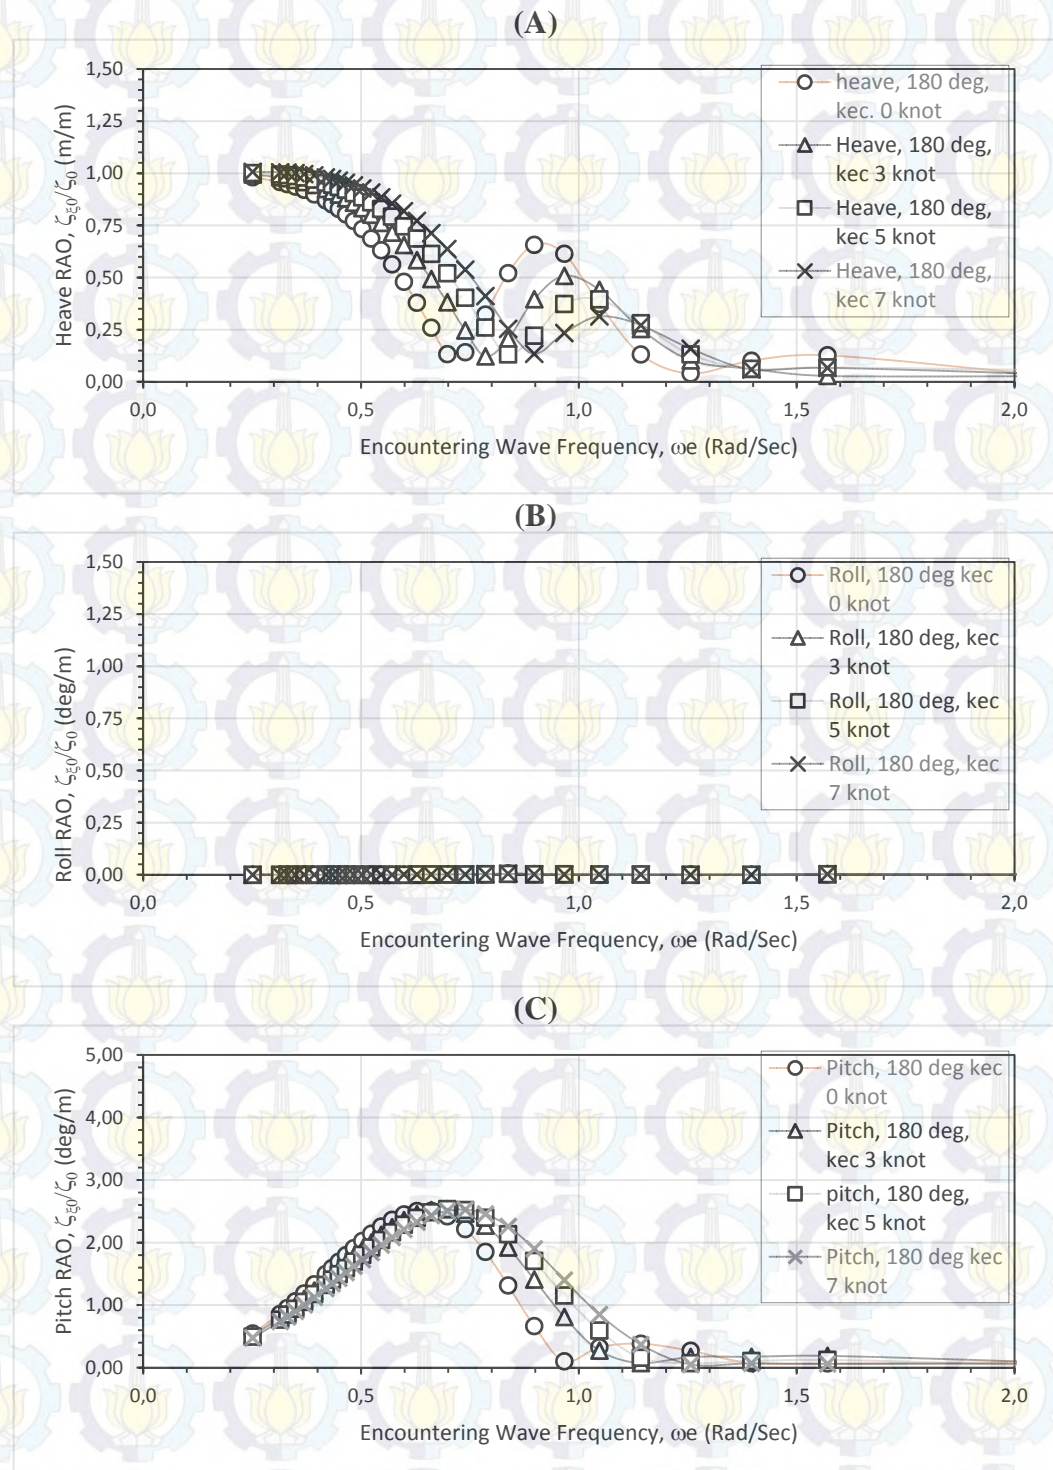 (A)
1,50
1,25
1,00
0,75
0,50
0,25
0,00
0,0 0,5 1,0 1,5 2,0
Heave RAO, ζξ0/ζ0 (m/m)
Encountering Wave Frequency, ωe (Rad/Sec)
heave, 180 deg,
kec. 0 knot
Heave, 180 deg,
kec 3 knot
Heave, 180 deg,
kec 5 knot
Heave, 180 deg,
kec 7 knot
(B)
1,50
1,25
1,00
0,75
0,50
0,25
0,00
0,0 0,5 1,0 1,5 2,0
Roll RAO, ζξ0/ζ0 (deg/m)
Encountering Wave Frequency, ωe (Rad/Sec)
Roll, 180 deg kec
0 knot
Roll, 180 deg, kec
3 knot
Roll, 180 deg, kec
5 knot
Roll, 180 deg, kec
7 knot
(C)
5,00
4,00
3,00
2,00
1,00
0,00
0,0 0,5 1,0 1,5 2,0
Pitch RAO, ζξ0/ζ0 (deg/m)
Encountering Wave Frequency, ωe (Rad/Sec)
Pitch, 180 deg kec
0 knot
Pitch, 180 deg,
kec 3 knot
pitch, 180 deg,
kec 5 knot
Pitch, 180 deg kec
7 knot